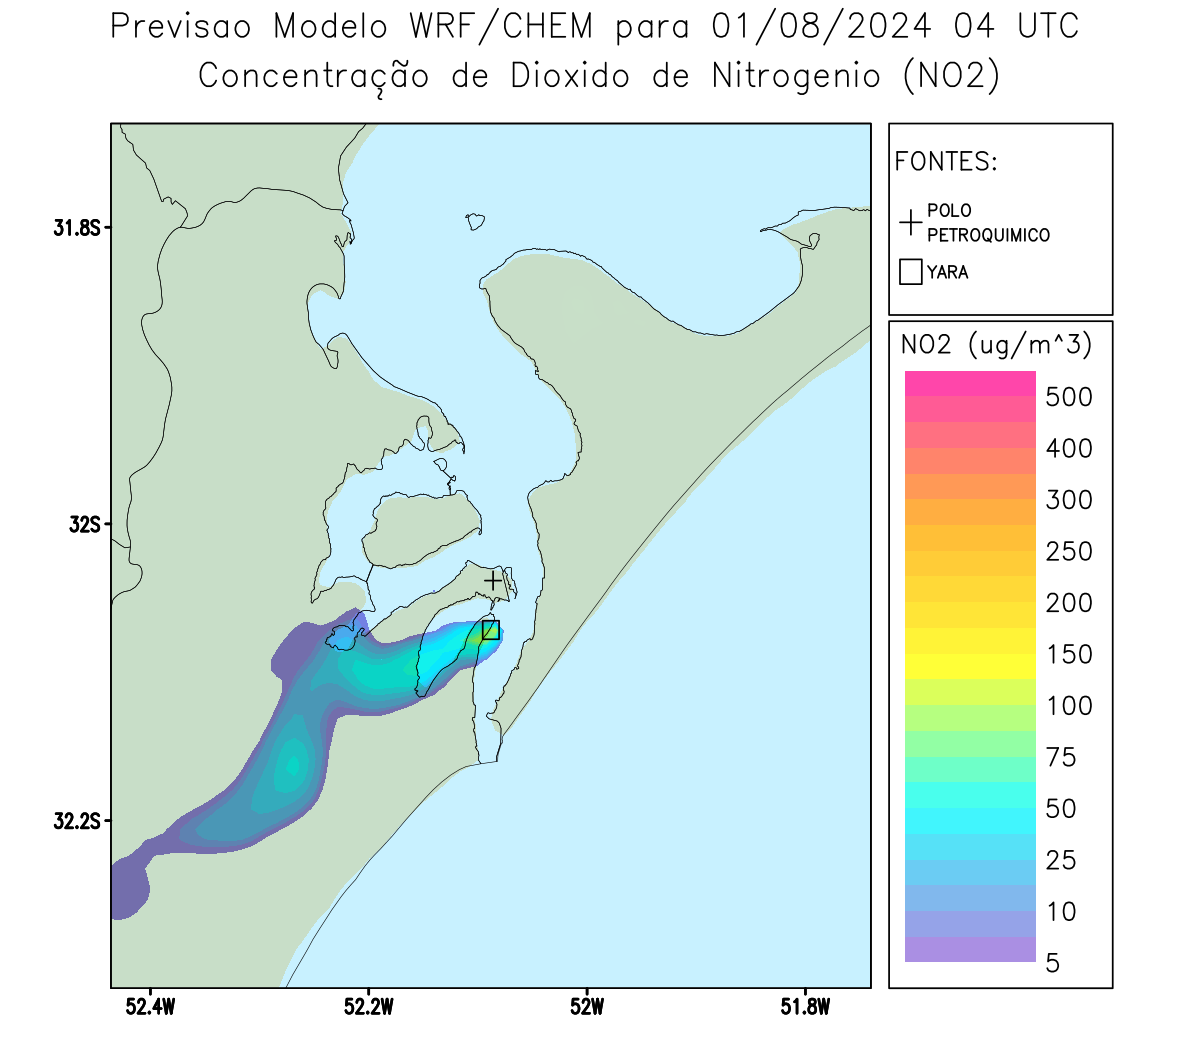 Previsao Modelo WRF/CHEM para 01/08/2024 04 UTC
Concentração de Dioxido de Nitrogenio (NO2)
FONTES:
POLO
PETROQUIMICO
YARA
NO2 (ug/m^3)
500
400
300
250
200
150
100
75
50
25
10
5
31.8S
32S
32.2S
52.4W
52.2W
52W
51.8W